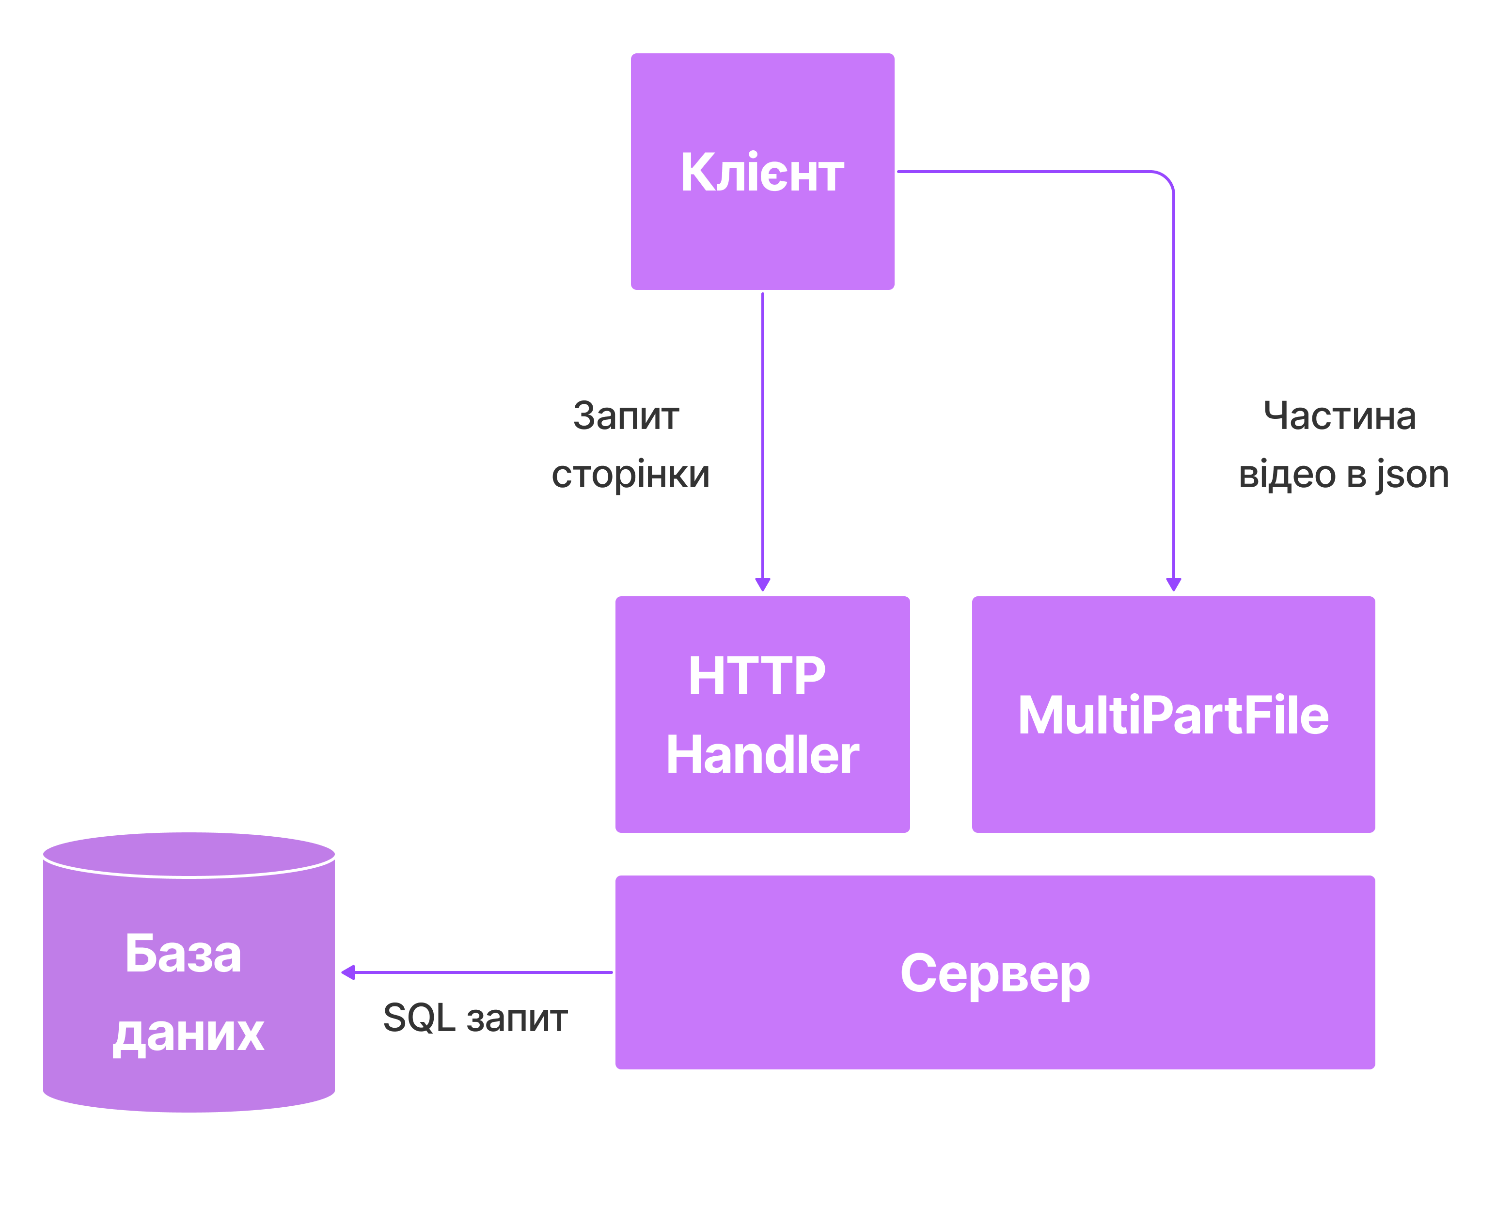 Клієнт
Запит
сторінки
Частина
відео в json
HTTP
Handler
MultiPartFile
База
даних
SQL запит
Сервер